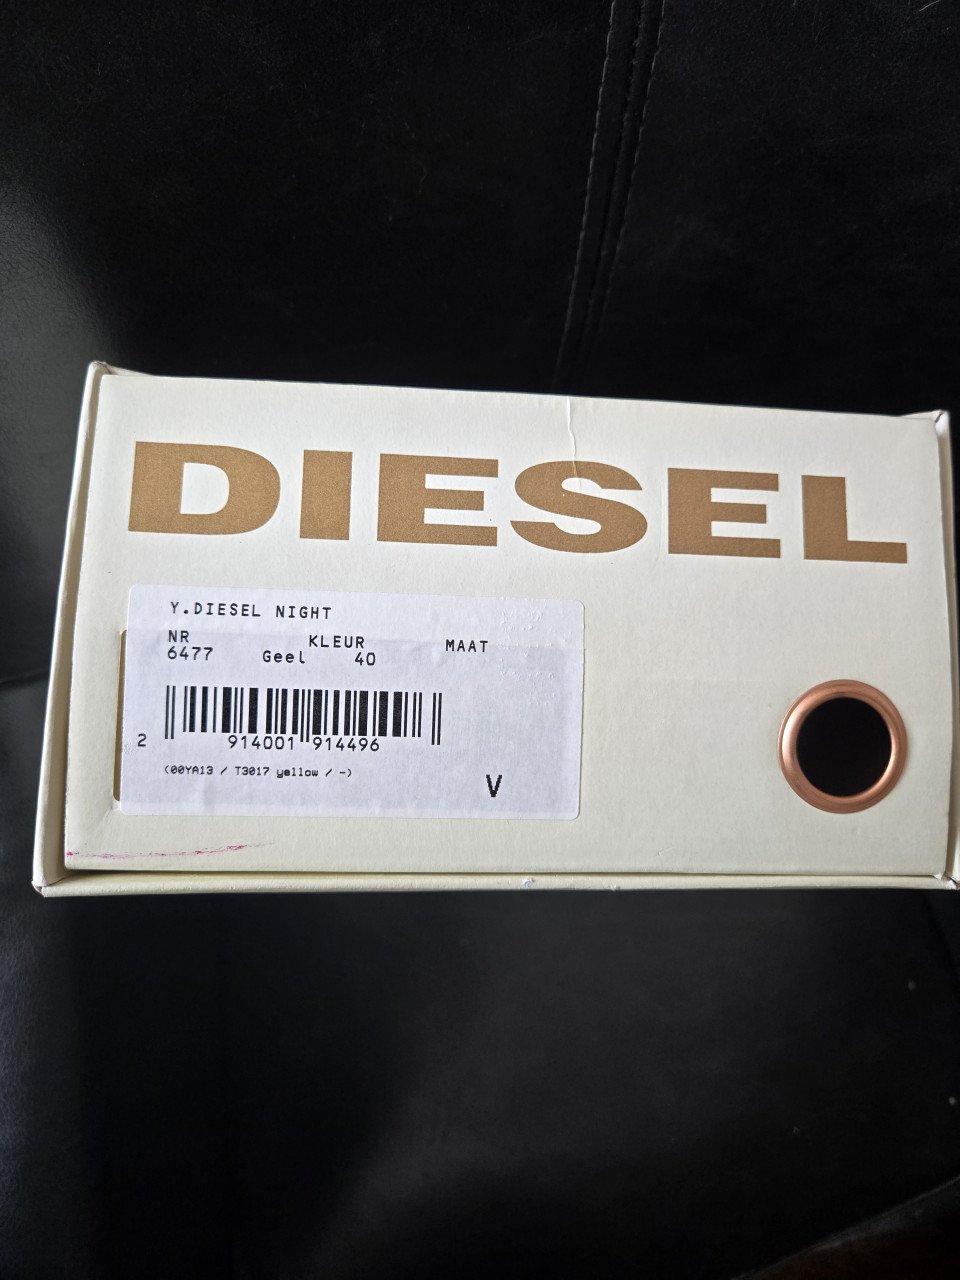 DIESEL
Y.DIESEL NIGHT
NR KLEUR MAAT
6477 Geel 40
2 914001 914496
(00YA13 / T3017 yellow / -)
V